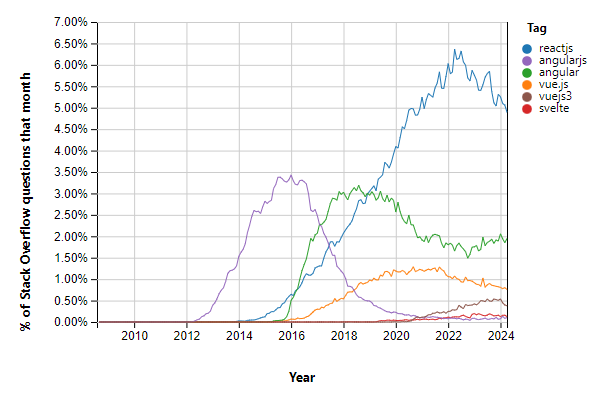 7.00%
6.50%
6.00%
5.50%
5.00%
4.50%
4.00%
3.50%
3.00%
2.50%
2.00%
1.50%
1.00%
0.50%
0.00%
% of Stack Overflow questions that month
2010 2012 2014 2016 2018 2020 2022 2024
Year
Tag
reactjs
angularjs
angular
vue.js
vuejs3
svelte